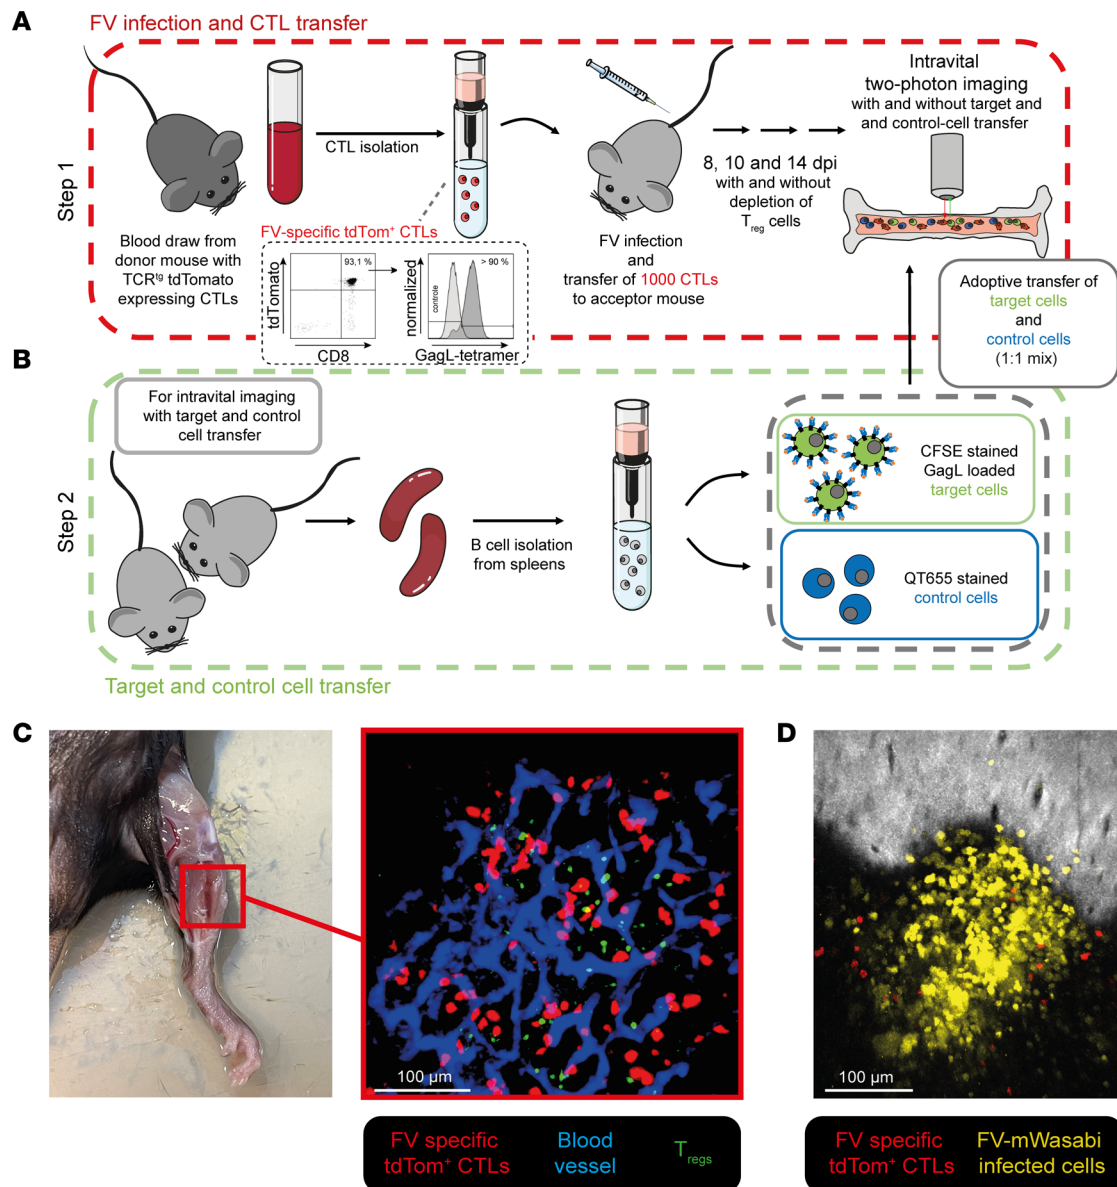 A
FV infection and CTL transfer
Step 1
Blood draw from
donor mouse with
TCRtg tdTomato
expressing CTLs
CTL isolation
FV-specific tdTom+ CTLs
tdTomato
93,1 %
CD8
normalized
controle
> 90 %
GagL-tetramer
FV infection
and
transfer of 1000 CTLs
to acceptor mouse
8, 10 and 14 dpi
with and without
depletion of
Treg cells
Intravital
two-photon imaging
with and without target and
and control-cell transfer
Adoptive transfer of
target cells
and
control cells
(1:1 mix)
B
Step 2
For intravital imaging
with target and control
cell transfer
B cell isolation
from spleens
CFSE stained
GagL loaded
target cells
QT655 stained
control cells
Target and control cell transfer
C
100 µm
FV specific
tdTom+ CTLs
Blood
vessel
Tregs
D
100 µm
FV specific
tdTom+ CTLs
FV-mWasabi
infected cells